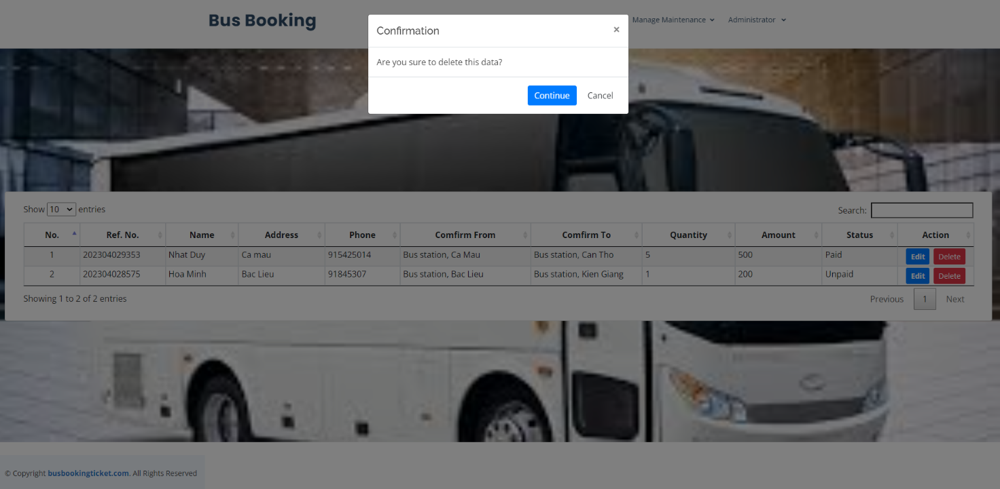 Bus Booking
Manage Maintenance
Administrator
Confirmation ×
Are you sure to delete this data?
Continue Cancel
Show 10 entries
Search:
No. Ref. No. Name Address Phone Comfirm From Comfirm To Quantity Amount Status Action
1 202304029353 Nhat Duy Ca mau 915425014 Bus station, Ca Mau Bus station, Can Tho 5 500 Paid Edit Delete
2 202304028575 Hoa Minh Bac Lieu 91845307 Bus station, Bac Lieu Bus station, Kien Giang 1 200 Unpaid Edit Delete
Showing 1 to 2 of 2 entries
Previous 1 Next
© Copyright busbookingticket.com. All Rights Reserved